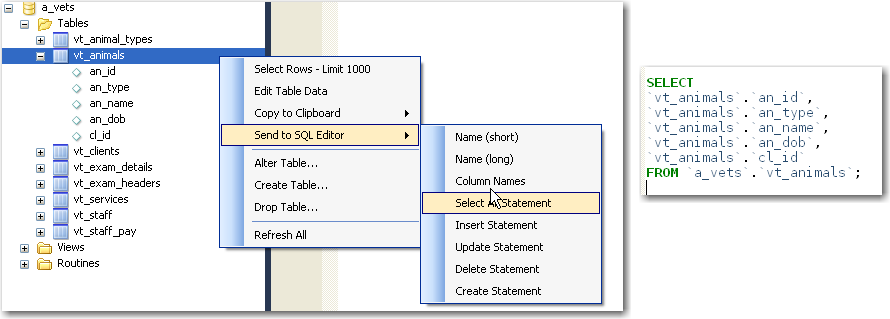 a_vets
Tables
vt_animal_types
vt_animals
an_id
an_type
an_name
an_dob
cl_id
vt_clients
vt_exam_details
vt_exam_headers
vt_services
vt_staff
vt_staff_pay
Views
Routines
Select Rows - Limit 1000
Edit Table Data
Copy to Clipboard
Send to SQL Editor
Alter Table...
Create Table...
Drop Table...
Refresh All
Name (short)
Name (long)
Column Names
Select All Statement
Insert Statement
Update Statement
Delete Statement
Create Statement
SELECT
`vt_animals`.`an_id`,
`vt_animals`.`an_type`,
`vt_animals`.`an_name`,
`vt_animals`.`an_dob`,
`vt_animals`.`cl_id`
FROM `a_vets`.`vt_animals`;